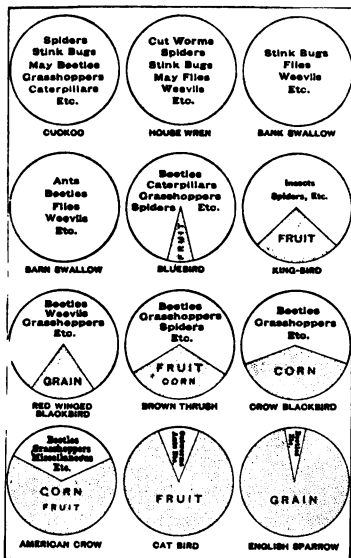 Spiders
Stink Bugs
May Beetles
Grasshoppers
Caterpillars
Etc.
CUCKOO
Cut Worms
Spiders
Stink Bugs
May Flies
Weevils
Etc.
HOUSE WREN
Stink Bugs
Flies
Weevils
Etc.
BANK SWALLOW
Ants
Beetles
Flies
Weevils
Etc.
BARN SWALLOW
Beetles
Caterpillars
Grasshoppers
Spiders Etc.
FRUIT
BLUEBIRD
Insects
Spiders, Etc.
FRUIT
KING-BIRD
Beetles
Weevils
Grasshoppers
Etc.
GRAIN
RED WINGED
BLACKBIRD
Beetles
Grasshoppers
Spiders
Etc.
FRUIT
CORN
BROWN THRUSH
Beetles
Grasshoppers
Etc.
CORN
CROW BLACKBIRD
Beetles
Grasshoppers
Miscellaneous
Etc.
CORN
FRUIT
AMERICAN CROW
FRUIT
CAT BIRD
GRAIN
ENGLISH SPARROW